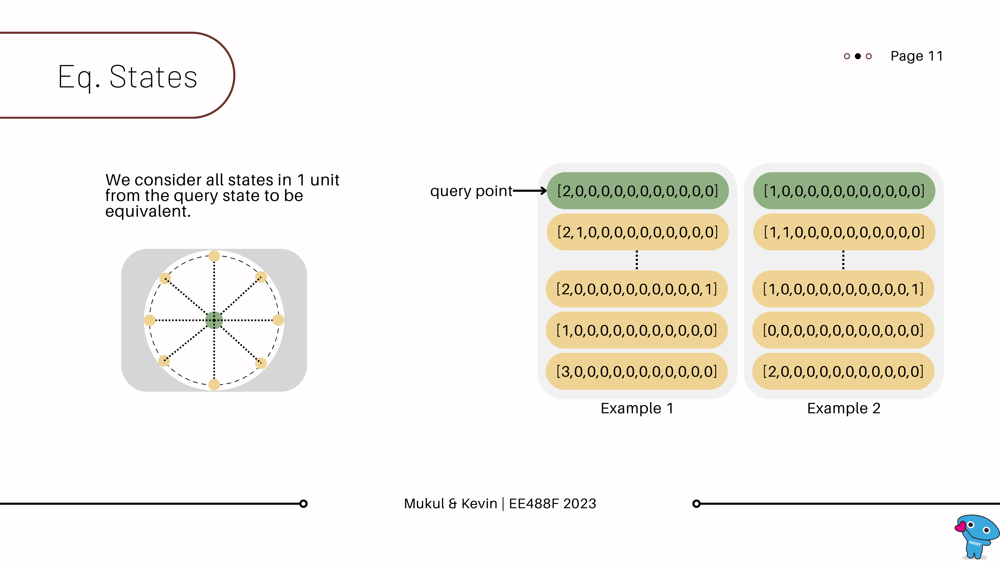 Eq. States
Page 11
We consider all states in 1 unit
from the query state to be
equivalent.
query point
[2,0,0,0,0,0,0,0,0,0,0,0]
[2,1,0,0,0,0,0,0,0,0,0,0]
[2,0,0,0,0,0,0,0,0,0,0,1]
[1,0,0,0,0,0,0,0,0,0,0,0]
[3,0,0,0,0,0,0,0,0,0,0,0]
Example 1
[1,0,0,0,0,0,0,0,0,0,0,0]
[1,1,0,0,0,0,0,0,0,0,0,0]
[1,0,0,0,0,0,0,0,0,0,0,1]
[0,0,0,0,0,0,0,0,0,0,0,0]
[2,0,0,0,0,0,0,0,0,0,0,0]
Example 2
Mukul & Kevin | EE488F 2023
KAIST